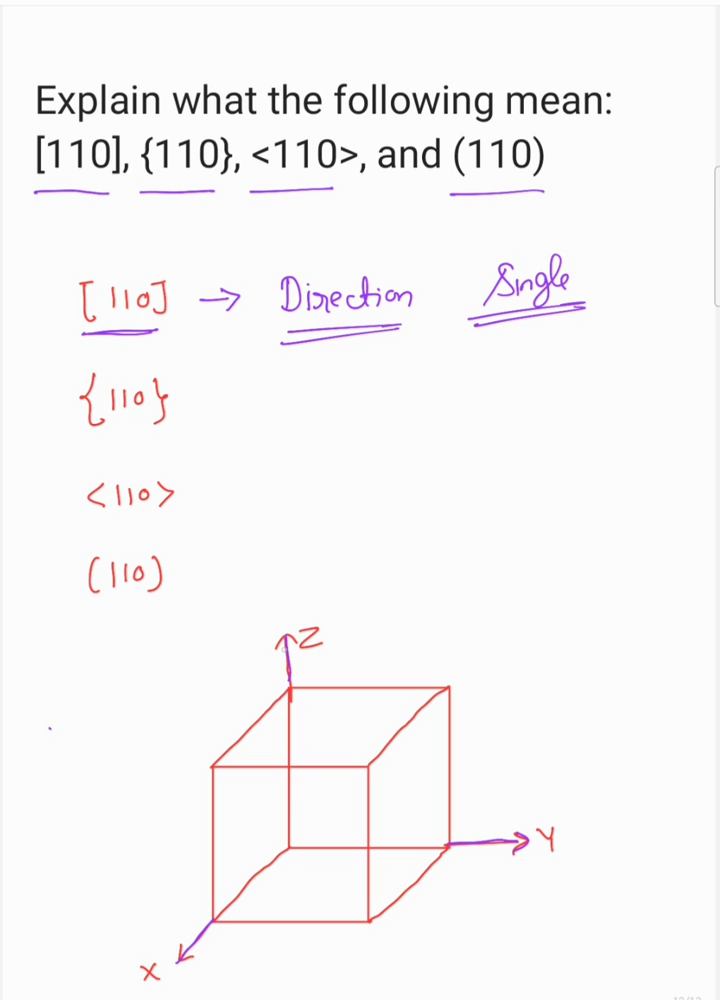 Explain what the following mean:
[110], {110}, <110>, and (110)
[110] → Direction Single
{110}
<110>
(110)
Z
Y
X